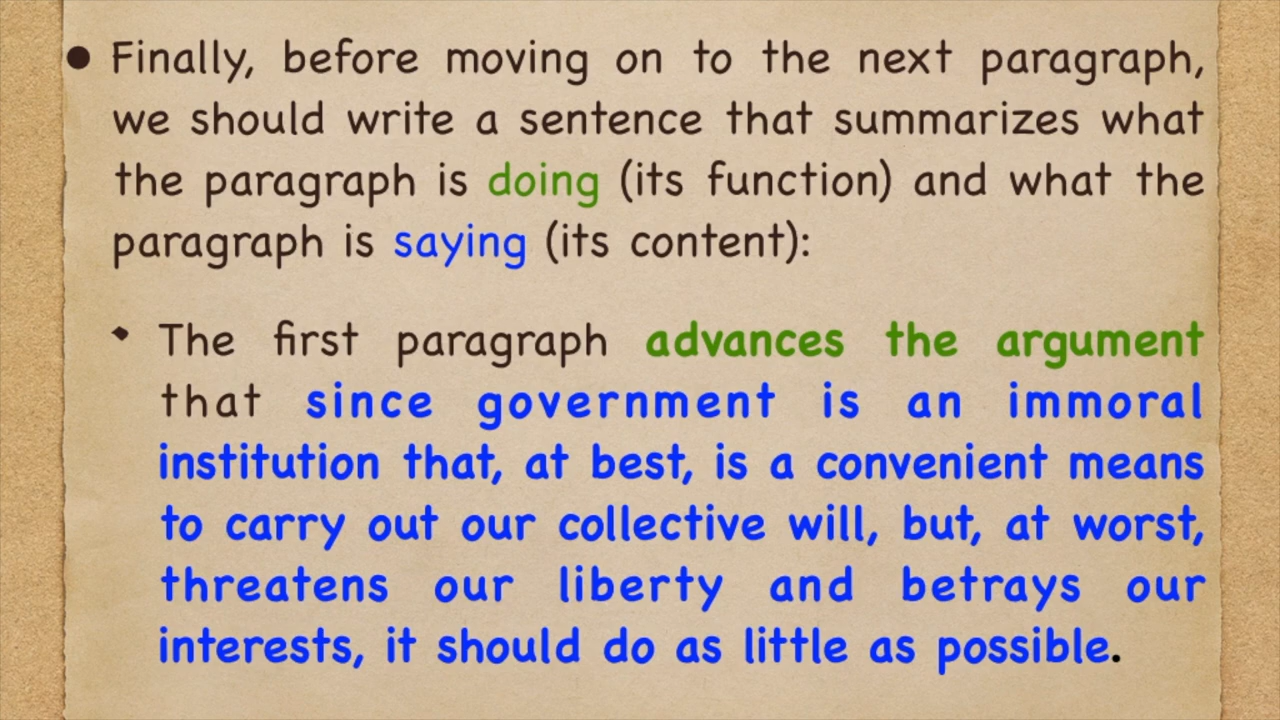 • Finally, before moving on to the next paragraph,
we should write a sentence that summarizes what
the paragraph is doing (its function) and what the
paragraph is saying (its content):
• The first paragraph advances the argument
that since government is an immoral
institution that, at best, is a convenient means
to carry out our collective will, but, at worst,
threatens our liberty and betrays our
interests, it should do as little as possible.